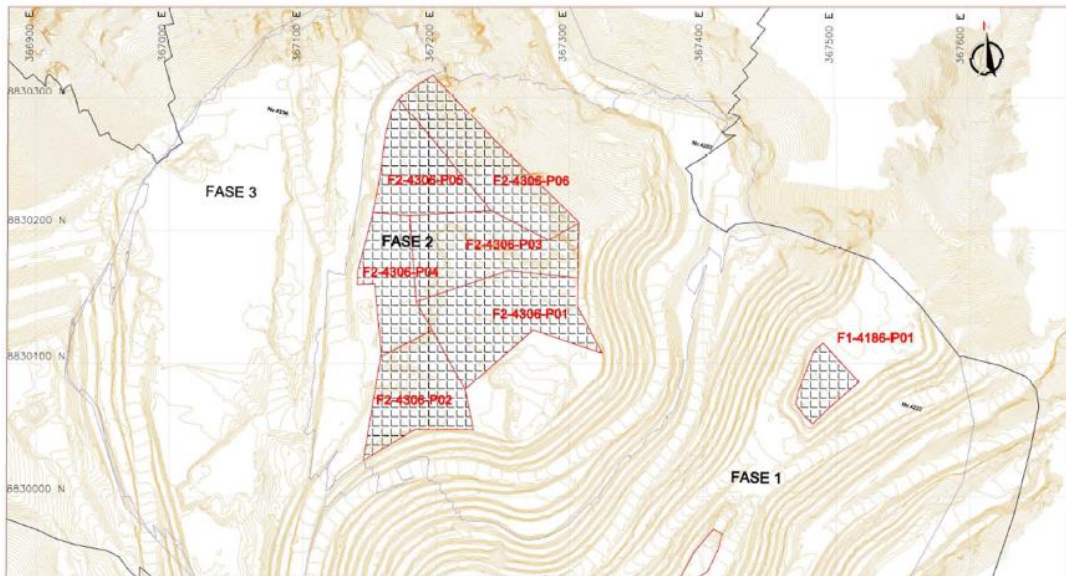 366900 E
367000 E
367100 E
367200 E
367300 E
367400 E
367500 E
367600 E
8830300 N
FASE 3
F2-4306-P05
F2-4306-P06
8830200 N
FASE 2
F2-4306-P03
F2-4306-P04
F2-4306-P01
F1-4186-P01
8830100 N
F2-4306-P02
FASE 1
8830000 N